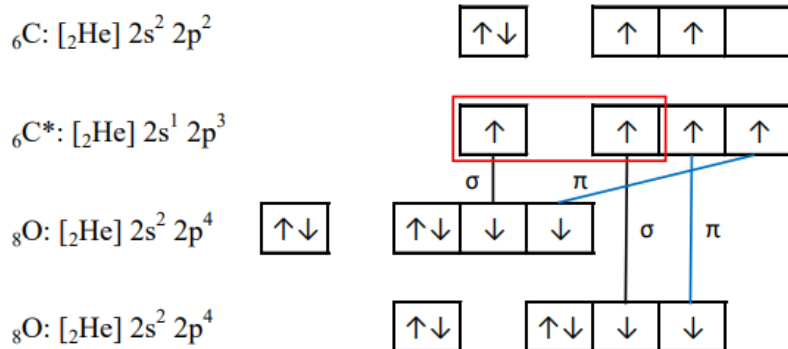 ₆C: [₂He] 2s² 2p² ↑↓ ↑ ↑
₆C*: [₂He] 2s¹ 2p³ ↑ ↑ ↑ ↑
σ π
₈O: [₂He] 2s² 2p⁴ ↑↓ ↑↓ ↓ ↓ σ π
₈O: [₂He] 2s² 2p⁴ ↑↓ ↑↓ ↓ ↓